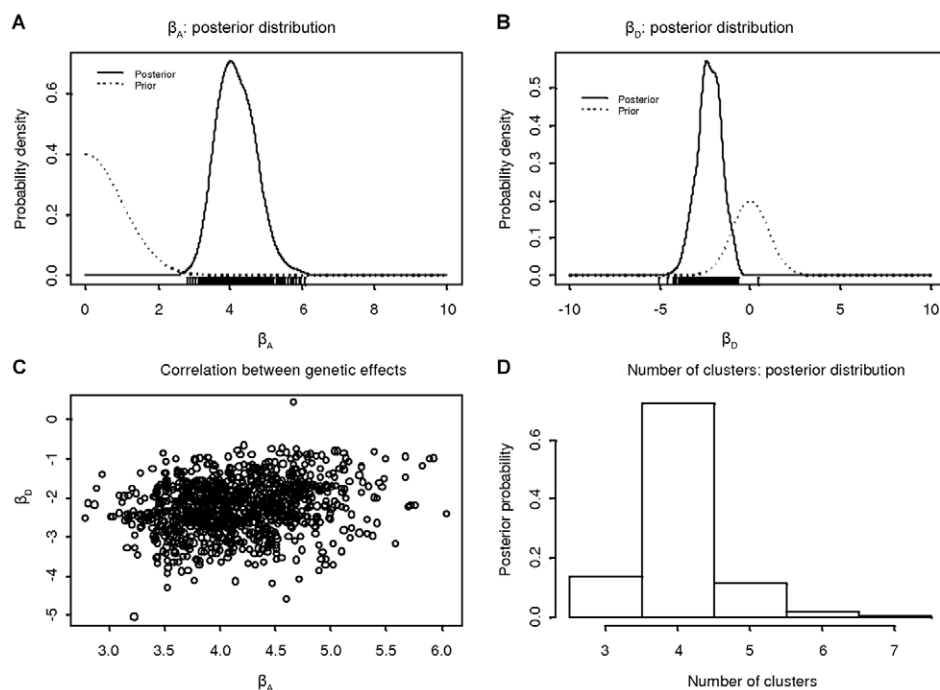 A
β_A: posterior distribution
Posterior
Prior
Probability density
0.0
0.2
0.4
0.6
0
2
4
6
8
10
β_A
B
β_D: posterior distribution
Posterior
Prior
Probability density
0.0
0.1
0.2
0.3
0.4
0.5
-10
-5
0
5
10
β_D
C
Correlation between genetic effects
β_D
0
-1
-2
-3
-4
-5
3.0
3.5
4.0
4.5
5.0
5.5
6.0
β_A
D
Number of clusters: posterior distribution
Posterior probability
0.0
0.2
0.4
0.6
3
4
5
6
7
Number of clusters